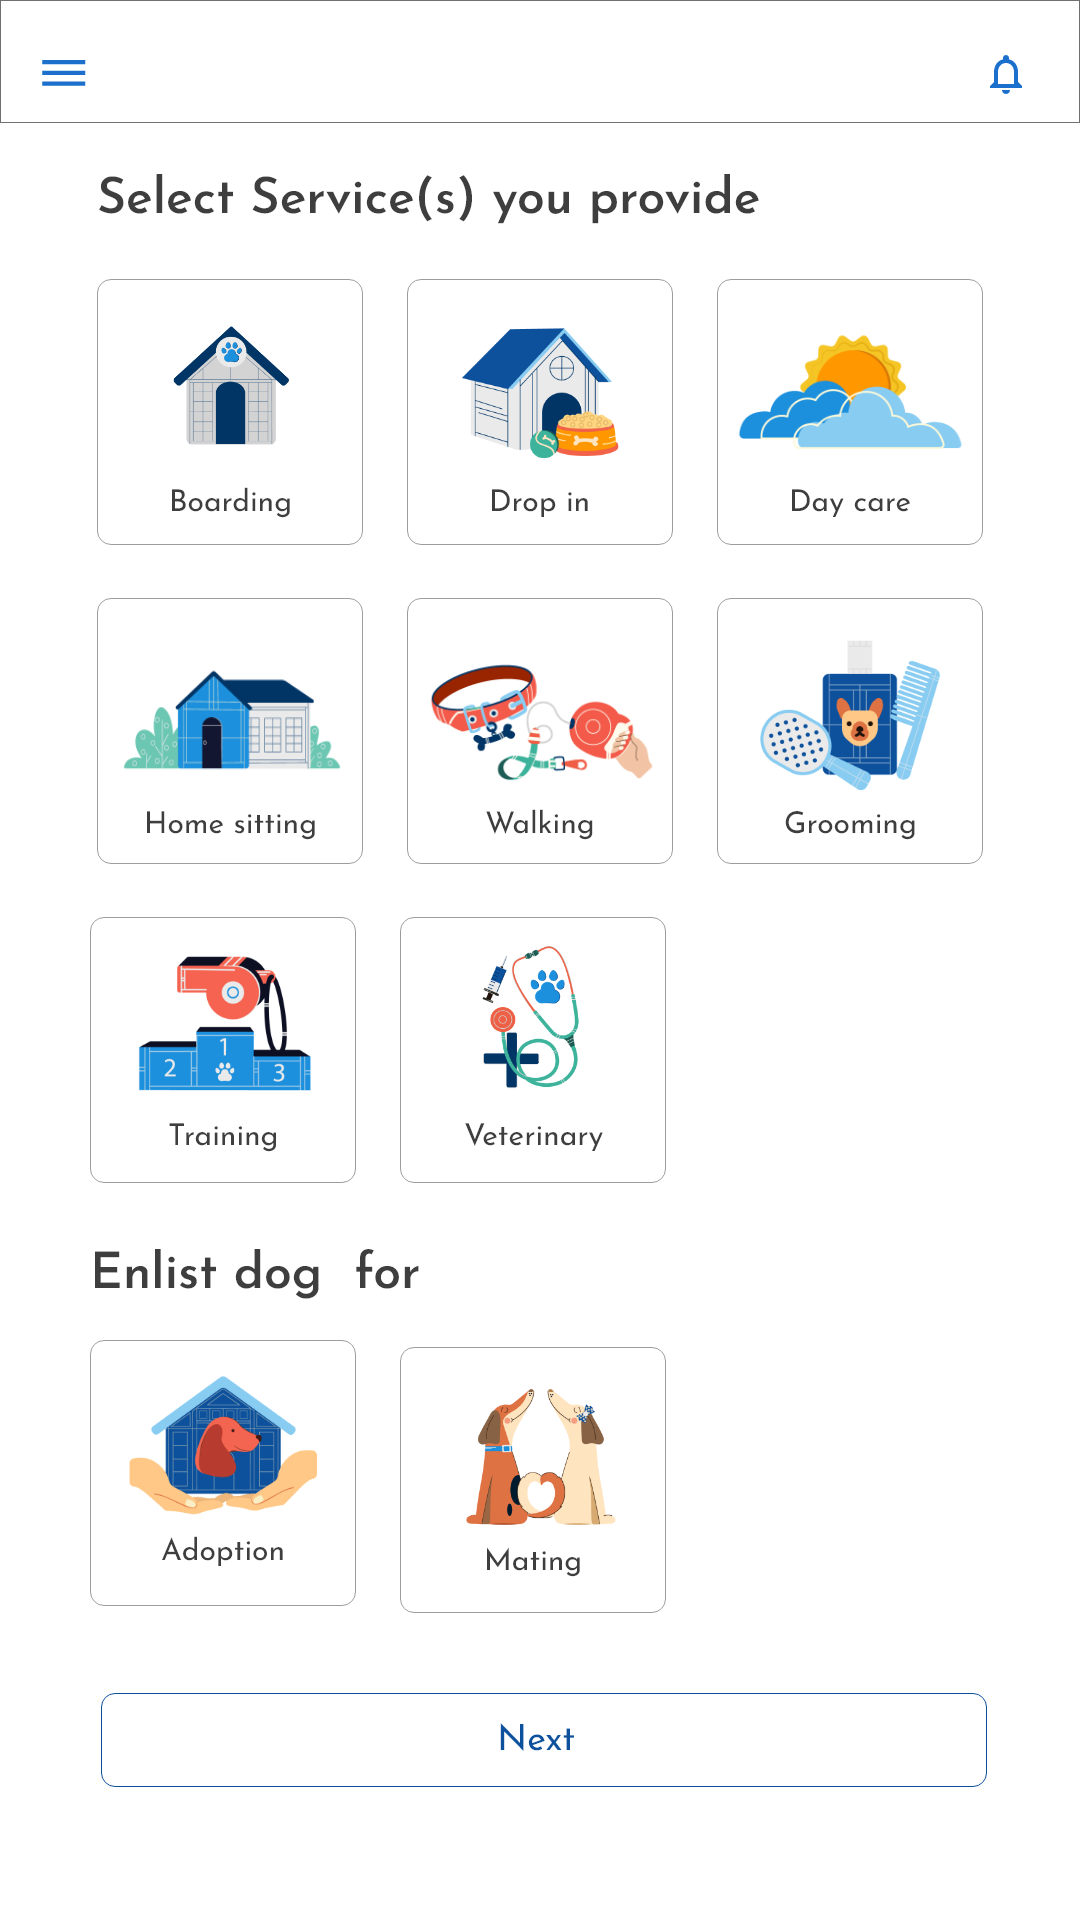 Select Service(s) you provide
Boarding
Drop in
Day care
Home sitting
Walking
Grooming
2
1
3
Training
Veterinary
Enlist dog  for
Adoption
Mating
Next